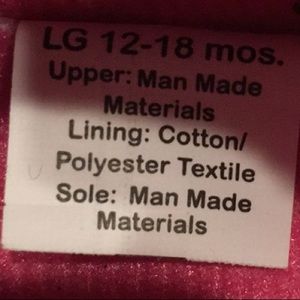 LG 12-18 mos.
Upper: Man Made
Materials
Lining: Cotton/
Polyester Textile
Sole: Man Made
Materials